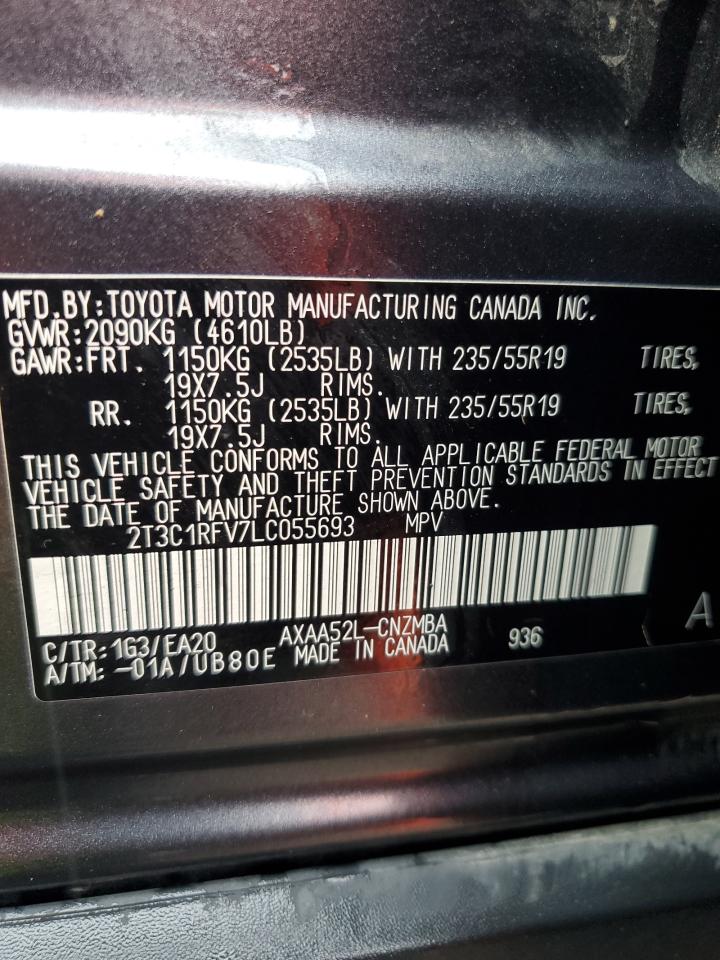 MFD.BY:TOYOTA MOTOR MANUFACTURING CANADA INC.
GVWR:2090KG (4610LB)
GAWR:FRT. 1150KG (2535LB) WITH 235/55R19 TIRES,
19X7.5J RIMS.
RR. 1150KG (2535LB) WITH 235/55R19 TIRES,
19X7.5J RIMS.
THIS VEHICLE CONFORMS TO ALL APPLICABLE FEDERAL MOTOR
VEHICLE SAFETY AND THEFT PREVENTION STANDARDS IN EFFECT
THE DATE OF MANUFACTURE SHOWN ABOVE.
2T3C1RFV7LC055693 MPV
C/TR:1G3/EA20 AXAA52L-CNZMBA 936 A
A/TM:-01A/UB80E MADE IN CANADA